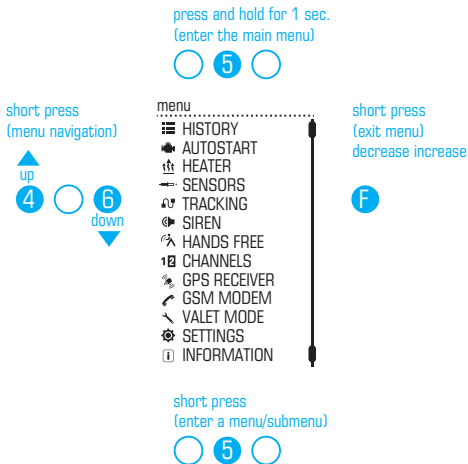 press and hold for 1 sec.
(enter the main menu)
5
short press
(menu navigation)
up
4 6
down
menu
HISTORY
AUTOSTART
HEATER
SENSORS
TRACKING
SIREN
HANDS FREE
12 CHANNELS
GPS RECEIVER
GSM MODEM
VALET MODE
SETTINGS
i INFORMATION
short press
(exit menu)
decrease increase
F
short press
(enter a menu/submenu)
5